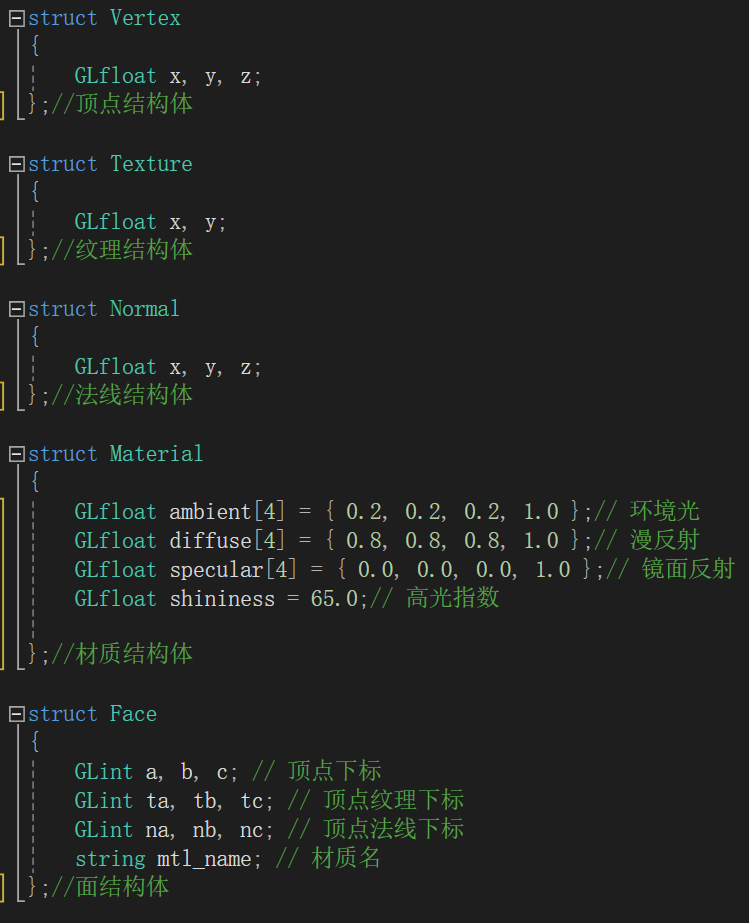 struct Vertex
{
GLfloat x, y, z;
};//顶点结构体
struct Texture
{
GLfloat x, y;
};//纹理结构体
struct Normal
{
GLfloat x, y, z;
};//法线结构体
struct Material
{
GLfloat ambient[4] = { 0.2, 0.2, 0.2, 1.0 };// 环境光
GLfloat diffuse[4] = { 0.8, 0.8, 0.8, 1.0 };// 漫反射
GLfloat specular[4] = { 0.0, 0.0, 0.0, 1.0 };// 镜面反射
GLfloat shininess = 65.0;// 高光指数
};//材质结构体
struct Face
{
GLint a, b, c; // 顶点下标
GLint ta, tb, tc; // 顶点纹理下标
GLint na, nb, nc; // 顶点法线下标
string mtl_name; // 材质名
};//面结构体